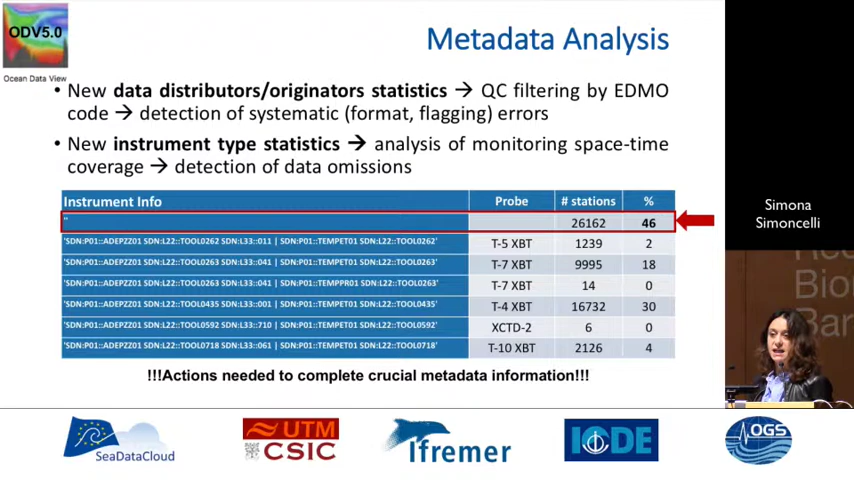 ODV5.0
Ocean Data View
Metadata Analysis
• New data distributors/originators statistics → QC filtering by EDMO
code → detection of systematic (format, flagging) errors
• New instrument type statistics → analysis of monitoring space-time
coverage → detection of data omissions
Instrument Info Probe # stations %
'' 26162 46
'SDN:P01::ADEPZZ01 SDN:L22::TOOL0262 SDN:L33::011 | SDN:P01::TEMPET01 SDN:L22::TOOL0262' T-5 XBT 1239 2
'SDN:P01::ADEPZZ01 SDN:L22::TOOL0263 SDN:L33::041 | SDN:P01::TEMPET01 SDN:L22::TOOL0263' T-7 XBT 9995 18
'SDN:P01::ADEPZZ01 SDN:L22::TOOL0263 SDN:L33::041 | SDN:P01::TEMPPR01 SDN:L22::TOOL0263' T-7 XBT 14 0
'SDN:P01::ADEPZZ01 SDN:L22::TOOL0435 SDN:L33::001 | SDN:P01::TEMPET01 SDN:L22::TOOL0435' T-4 XBT 16732 30
'SDN:P01::ADEPZZ01 SDN:L22::TOOL0592 SDN:L33::710 | SDN:P01::TEMPET01 SDN:L22::TOOL0592' XCTD-2 6 0
'SDN:P01::ADEPZZ01 SDN:L22::TOOL0718 SDN:L33::061 | SDN:P01::TEMPET01 SDN:L22::TOOL0718' T-10 XBT 2126 4
!!!Actions needed to complete crucial metadata information!!!
Simona
Simoncelli
SeaDataCloud
UTM
CSIC
Ifremer
IODE
OGS